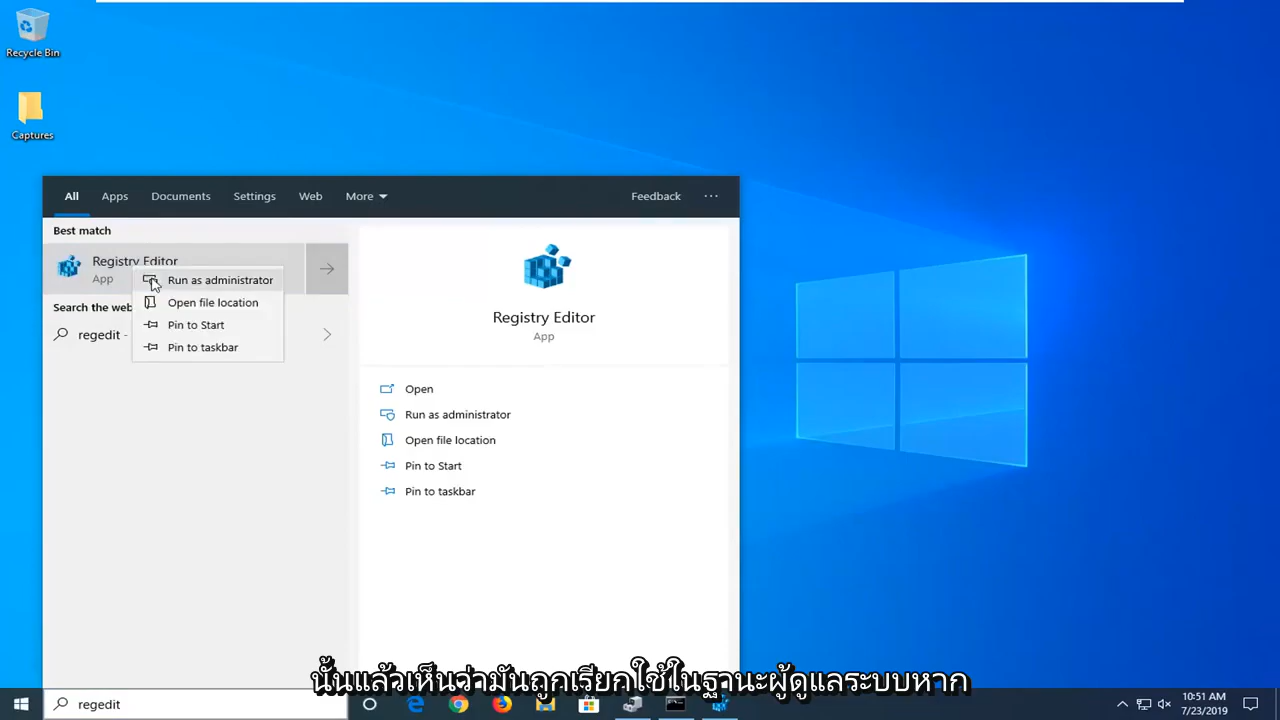 Recycle Bin
Captures
All Apps Documents Settings Web More Feedback ...
Best match
Registry Editor
App
Run as administrator
Open file location
Pin to Start
Pin to taskbar
Search the web
regedit -
Registry Editor
App
Open
Run as administrator
Open file location
Pin to Start
Pin to taskbar
นั้นแล้วเห็นว่ามันถูกเรียกใช้ในฐานะผู้ดูแลระบบหาก
regedit
10:51 AM
7/23/2019